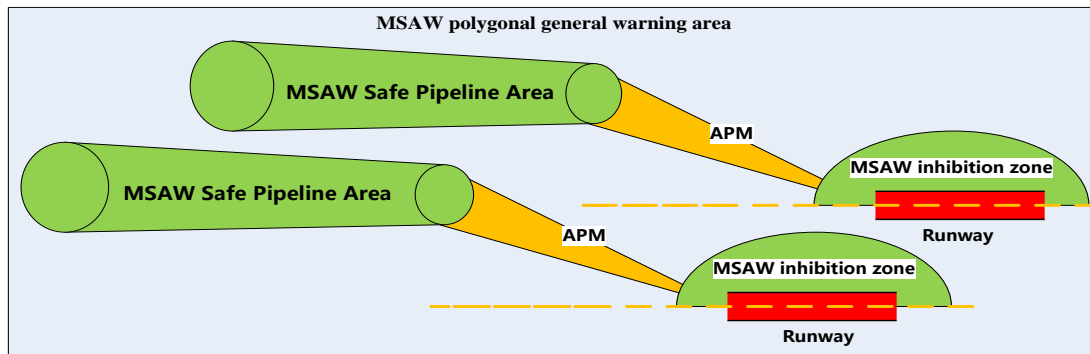 MSAW polygonal general warning area
MSAW Safe Pipeline Area
APM
MSAW inhibition zone
Runway
MSAW Safe Pipeline Area
APM
MSAW inhibition zone
Runway